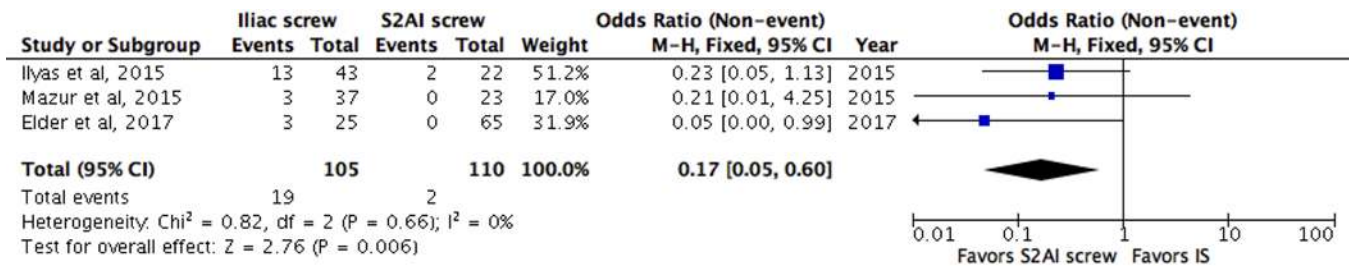 Iliac screw S2AI screw Odds Ratio (Non-event) Odds Ratio (Non-event)
Study or Subgroup Events Total Events Total Weight M-H, Fixed, 95% CI Year M-H, Fixed, 95% CI
Ilyas et al, 2015 13 43 2 22 51.2% 0.23 [0.05, 1.13] 2015
Mazur et al, 2015 3 37 0 23 17.0% 0.21 [0.01, 4.25] 2015
Elder et al, 2017 3 25 0 65 31.9% 0.05 [0.00, 0.99] 2017
Total (95% CI) 105 110 100.0% 0.17 [0.05, 0.60]
Total events 19 2
Heterogeneity: Chi² = 0.82, df = 2 (P = 0.66); I² = 0%
Test for overall effect: Z = 2.76 (P = 0.006)
0.01 0.1 1 10 100
Favors S2AI screw Favors IS